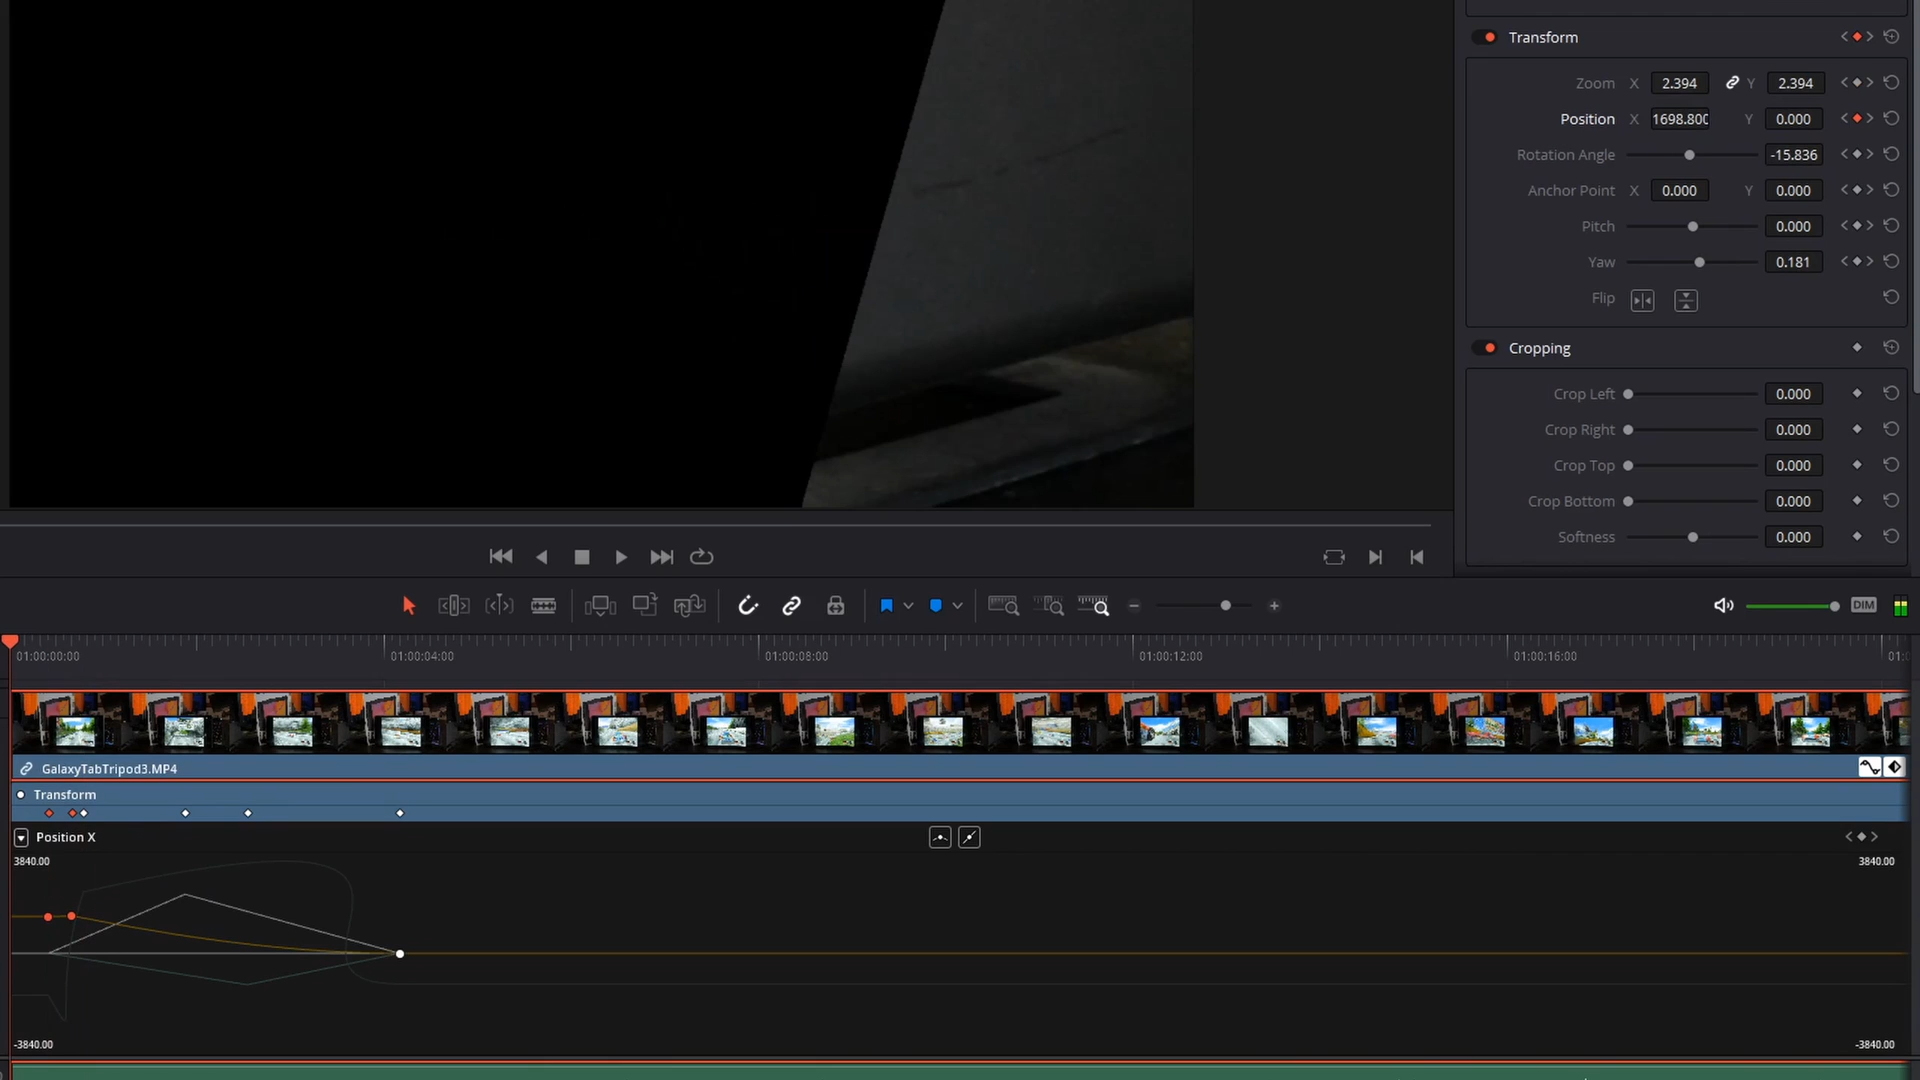 Transform
Zoom X 2.394 Y 2.394
Position X 1698.800 Y 0.000
Rotation Angle -15.836
Anchor Point X 0.000 Y 0.000
Pitch 0.000
Yaw 0.181
Flip
Cropping
Crop Left 0.000
Crop Right 0.000
Crop Top 0.000
Crop Bottom 0.000
Softness 0.000
DIM
01:00:00:00 01:00:04:00 01:00:08:00 01:00:12:00 01:00:16:00
GalaxyTabTripod3.MP4
Transform
Position X
3840.00 3840.00
-3840.00 -3840.00